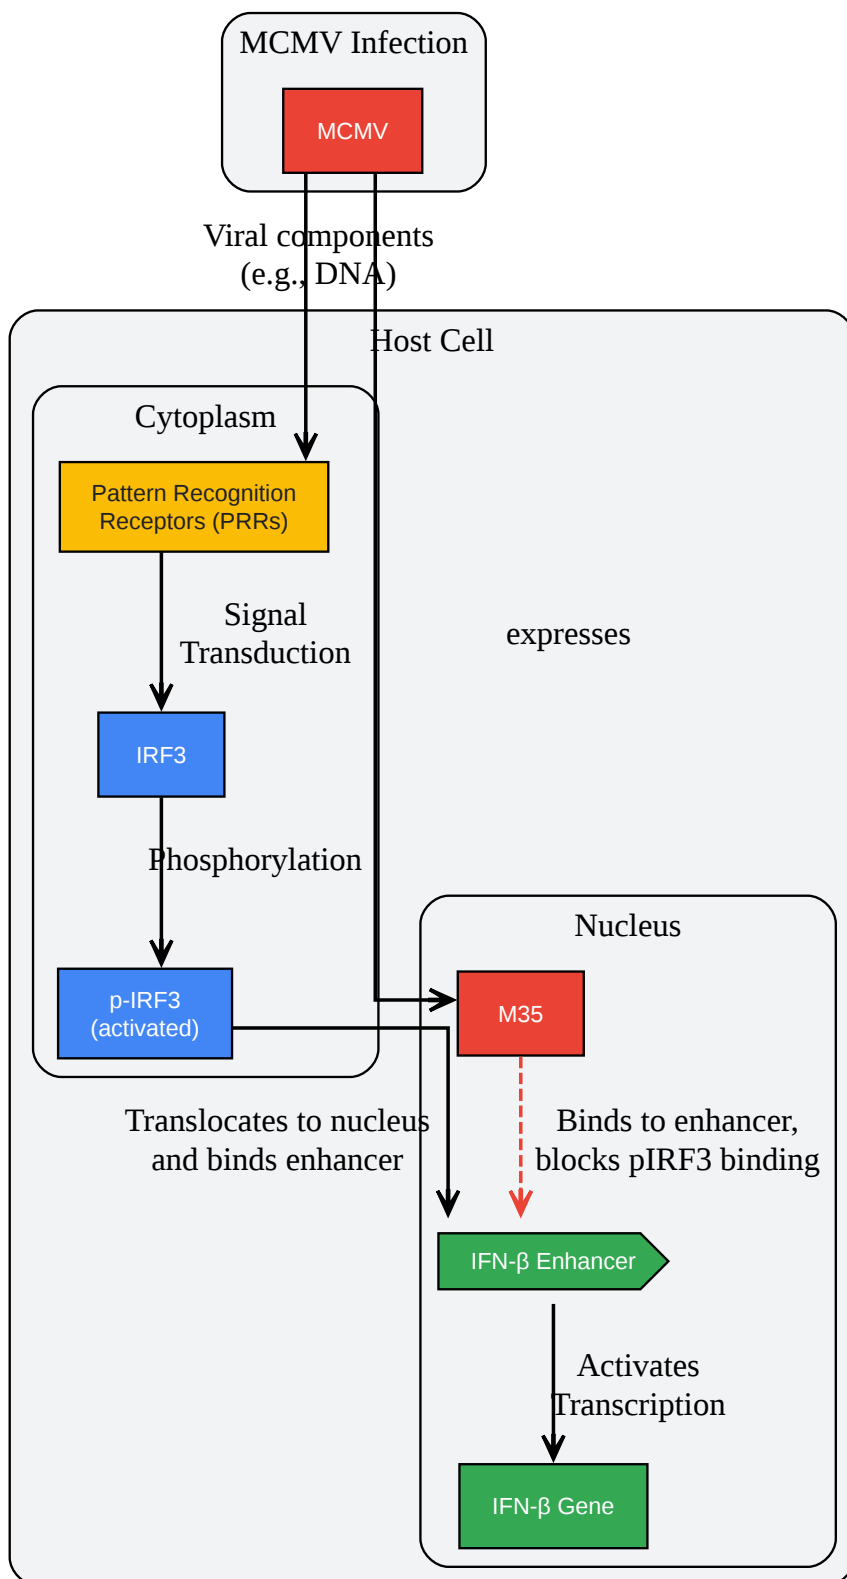 MCMV Infection
MCMV
Viral components
(e.g., DNA)
Host Cell
Cytoplasm
Pattern Recognition
Receptors (PRRs)
Signal
Transduction
expresses
IRF3
Phosphorylation
Nucleus
p-IRF3
(activated)
M35
Translocates to nucleus
and binds enhancer
Binds to enhancer,
blocks pIRF3 binding
IFN-β Enhancer
Activates
Transcription
IFN-β Gene